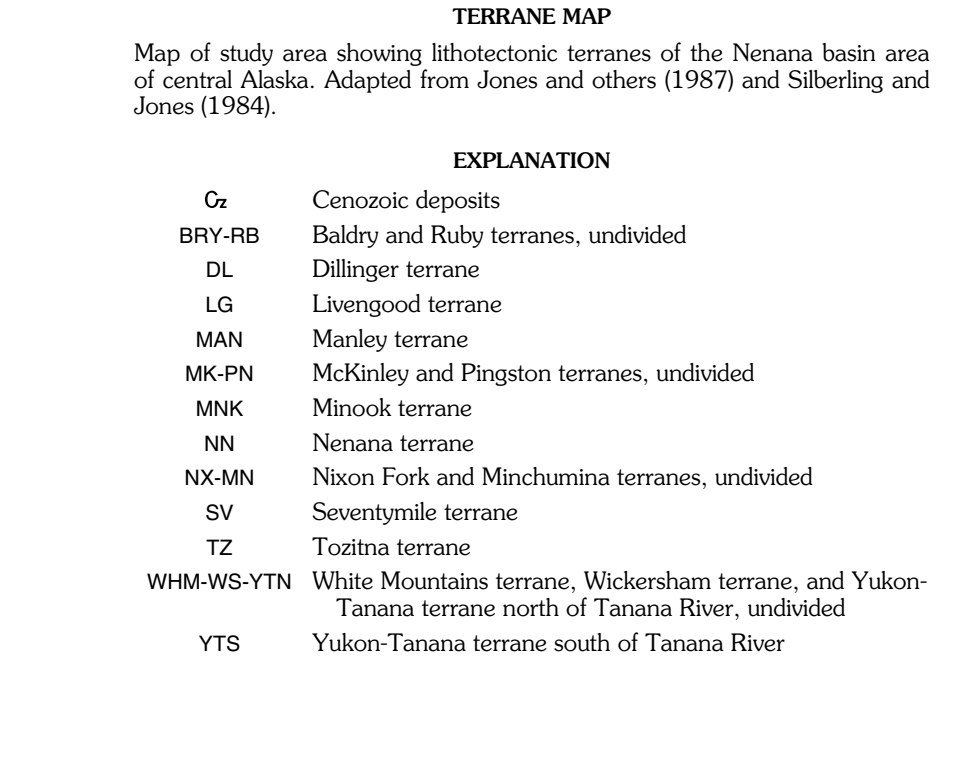 TERRANE MAP
Map of study area showing lithotectonic terranes of the Nenana basin area
of central Alaska. Adapted from Jones and others (1987) and Silberling and
Jones (1984).
EXPLANATION
Cz Cenozoic deposits
BRY-RB Baldry and Ruby terranes, undivided
DL Dillinger terrane
LG Livengood terrane
MAN Manley terrane
MK-PN McKinley and Pingston terranes, undivided
MNK Minook terrane
NN Nenana terrane
NX-MN Nixon Fork and Minchumina terranes, undivided
SV Seventymile terrane
TZ Tozitna terrane
WHM-WS-YTN White Mountains terrane, Wickersham terrane, and Yukon-
Tanana terrane north of Tanana River, undivided
YTS Yukon-Tanana terrane south of Tanana River